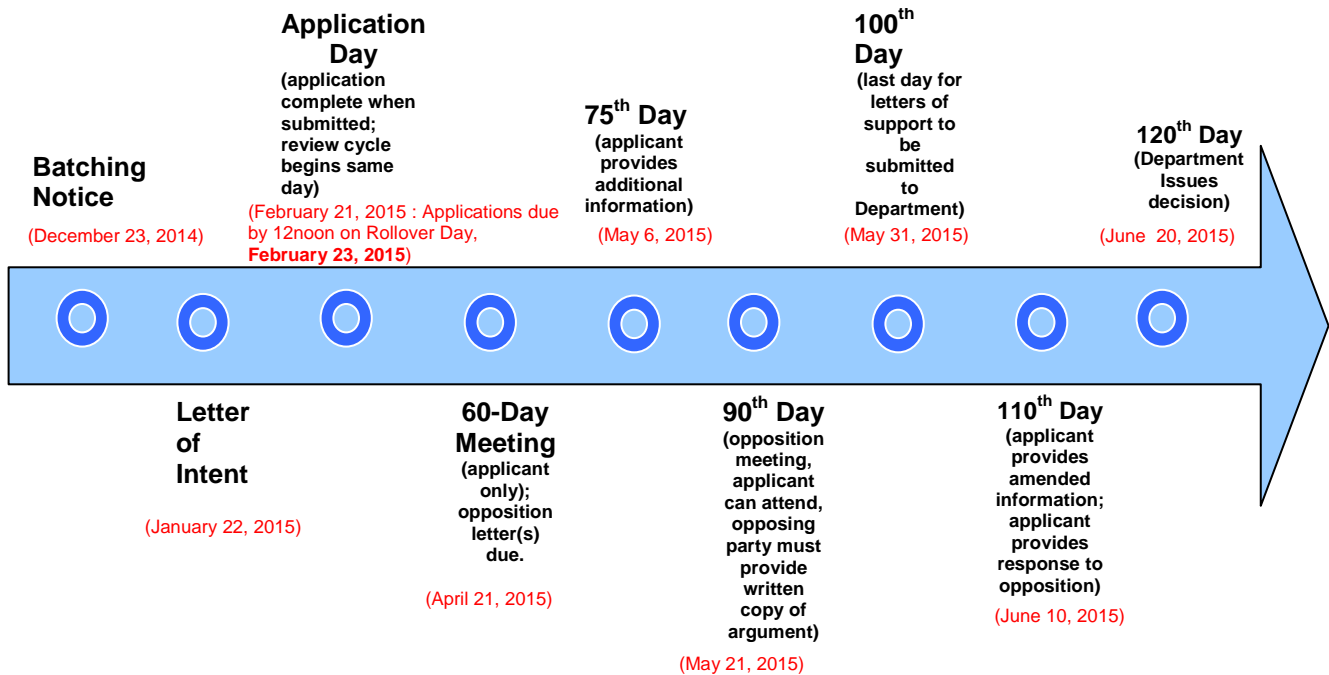 Batching
Notice
(December 23, 2014)
Letter
of
Intent
(January 22, 2015)
Application
Day
(application
complete when
submitted;
review cycle
begins same
day)
(February 21, 2015 : Applications due
by 12noon on Rollover Day,
February 23, 2015)
60-Day
Meeting
(applicant
only);
opposition
letter(s)
due.
(April 21, 2015)
75th Day
(applicant
provides
additional
information)
(May 6, 2015)
90th Day
(opposition
meeting,
applicant
can attend,
opposing
party must
provide
written
copy of
argument)
(May 21, 2015)
100th
Day
(last day for
letters of
support to
be
submitted
to
Department)
(May 31, 2015)
110th Day
(applicant
provides
amended
information;
applicant
provides
response to
opposition)
(June 10, 2015)
120th Day
(Department
Issues
decision)
(June 20, 2015)